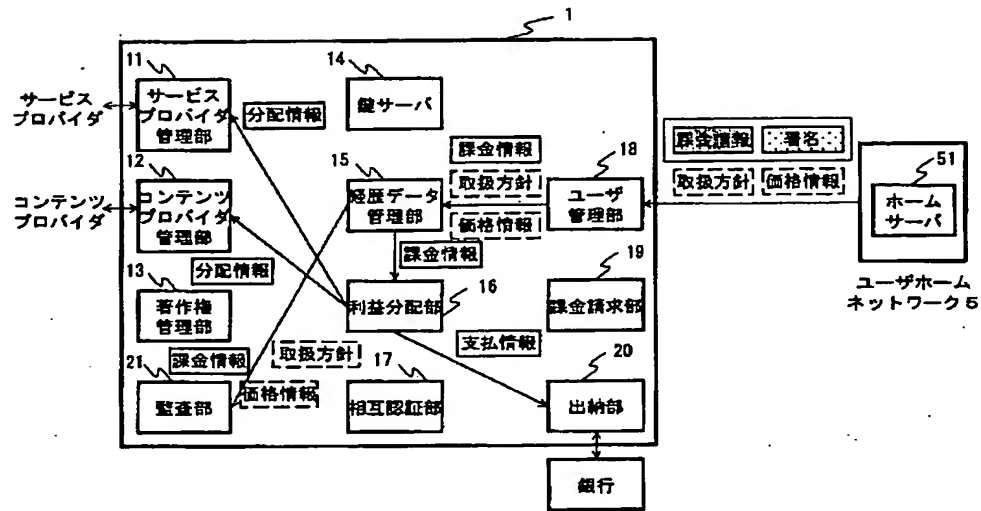 1
11
サービス
プロバイダ
管理部
サービス
プロバイダ
分配情報
14
鍵サーバ
12
コンテンツ
プロバイダ
管理部
コンテンツ
プロバイダ
分配情報
15
経歴データ
管理部
課金情報
取扱方針
価格情報
18
ユーザ
管理部
課金情報
署名
取扱方針
価格情報
51
ホーム
サーバ
ユーザホーム
ネットワーク5
課金情報
13
著作権
管理部
利益分配部
16
19
課金請求部
支払情報
21
監査部
課金情報
取扱方針
価格情報
17
相互認証部
20
出納部
銀行